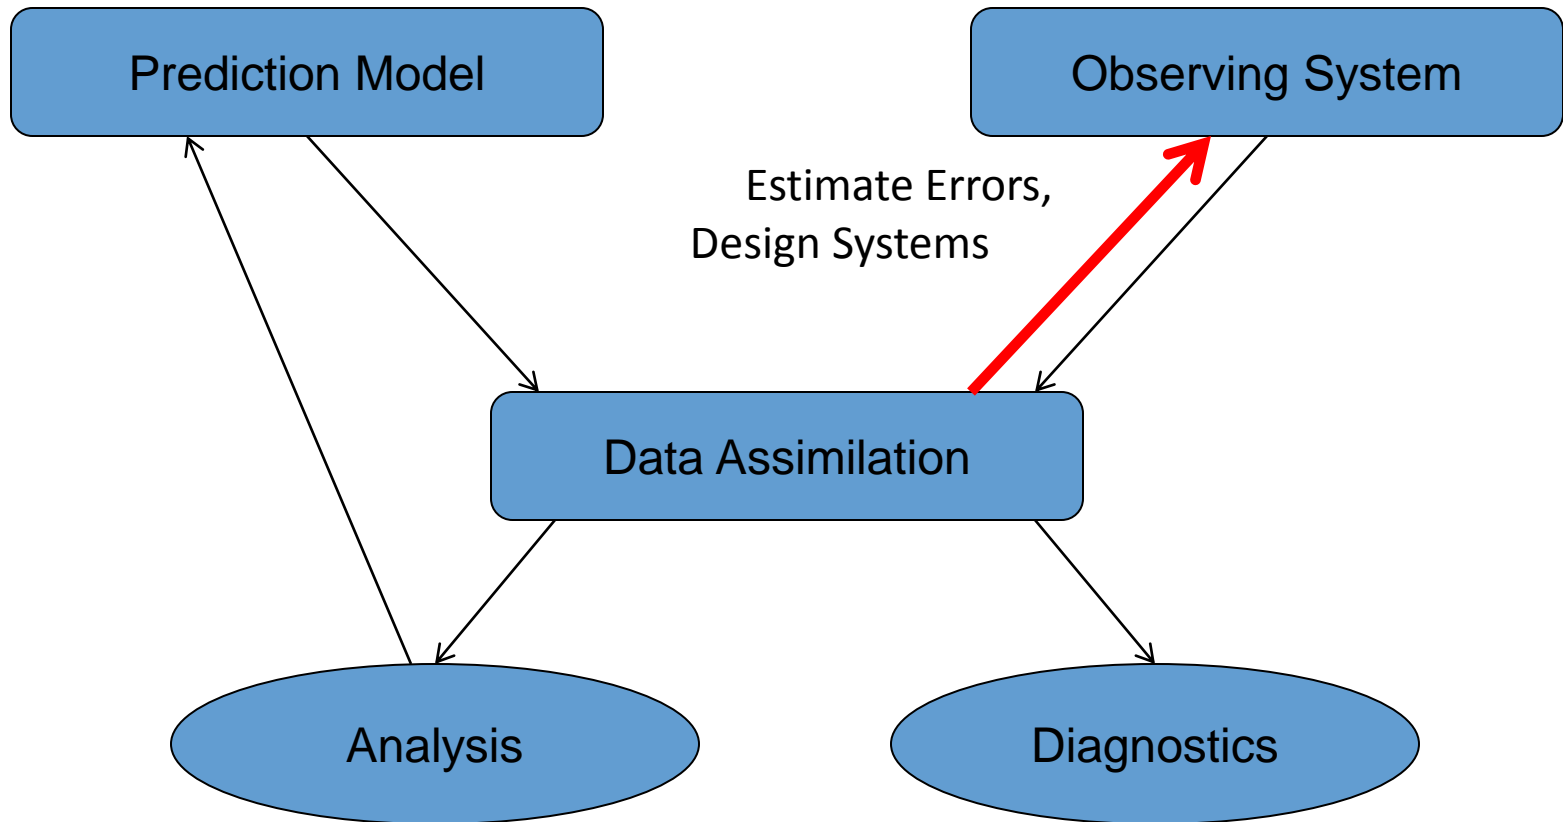 Prediction Model
Observing System
Estimate Errors,
Design Systems
Data Assimilation
Analysis
Diagnostics